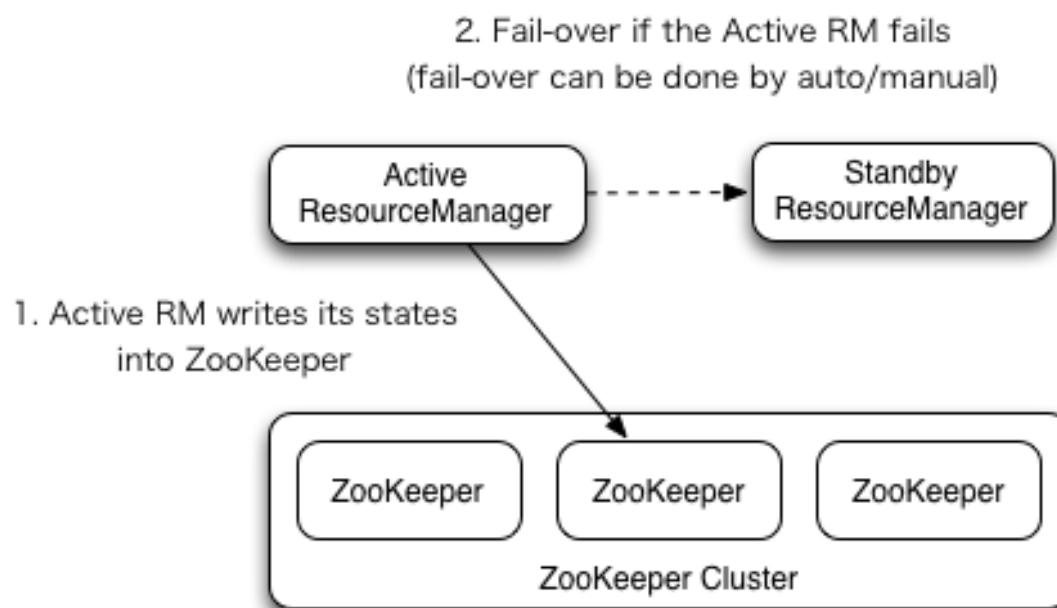 2. Fail-over if the Active RM fails
(fail-over can be done by auto/manual)
Active
ResourceManager
Standby
ResourceManager
1. Active RM writes its states
into ZooKeeper
ZooKeeper
ZooKeeper
ZooKeeper
ZooKeeper Cluster